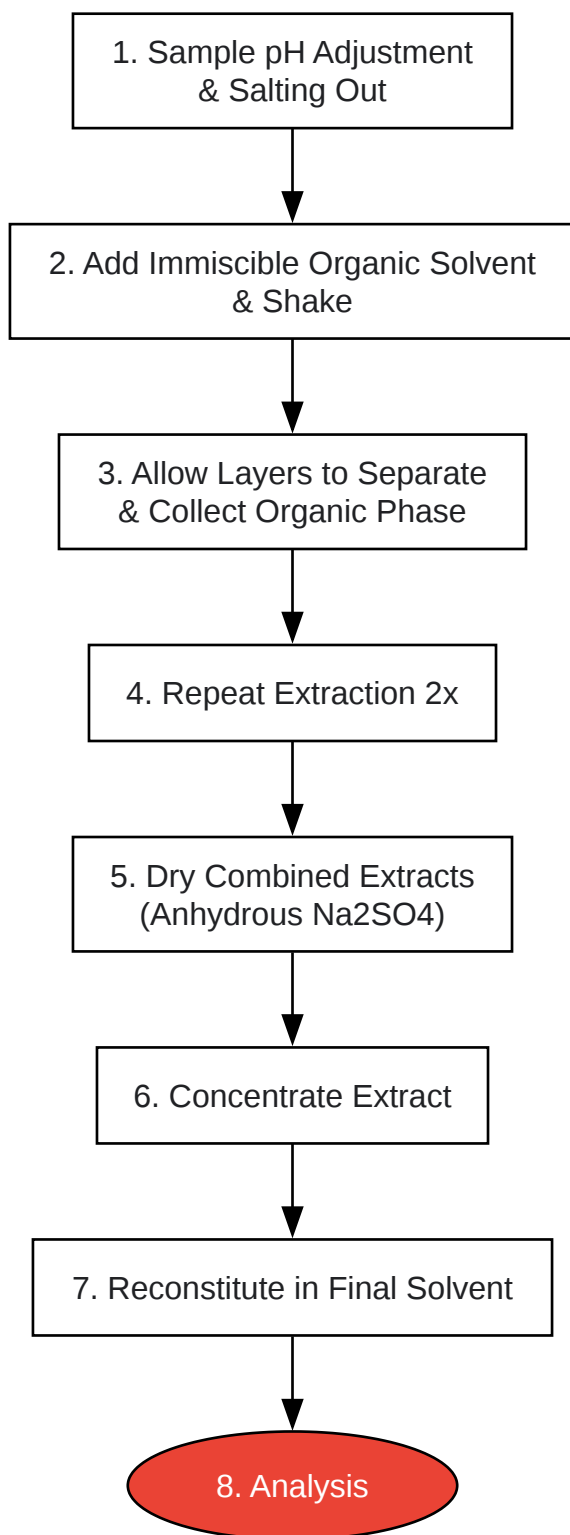 1. Sample pH Adjustment
& Salting Out
2. Add Immiscible Organic Solvent
& Shake
3. Allow Layers to Separate
& Collect Organic Phase
4. Repeat Extraction 2x
5. Dry Combined Extracts
(Anhydrous Na2SO4)
6. Concentrate Extract
7. Reconstitute in Final Solvent
8. Analysis